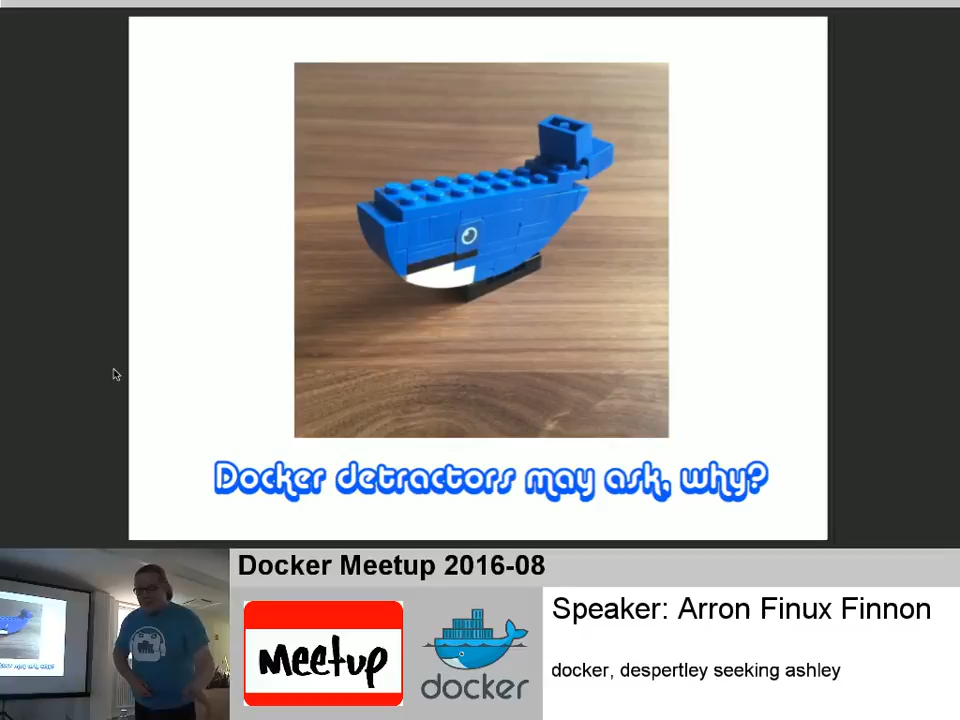 Docker detractors may ask, why?
Docker Meetup 2016-08
Meetup
docker
Speaker: Arron Finux Finnon
docker, despertley seeking ashley